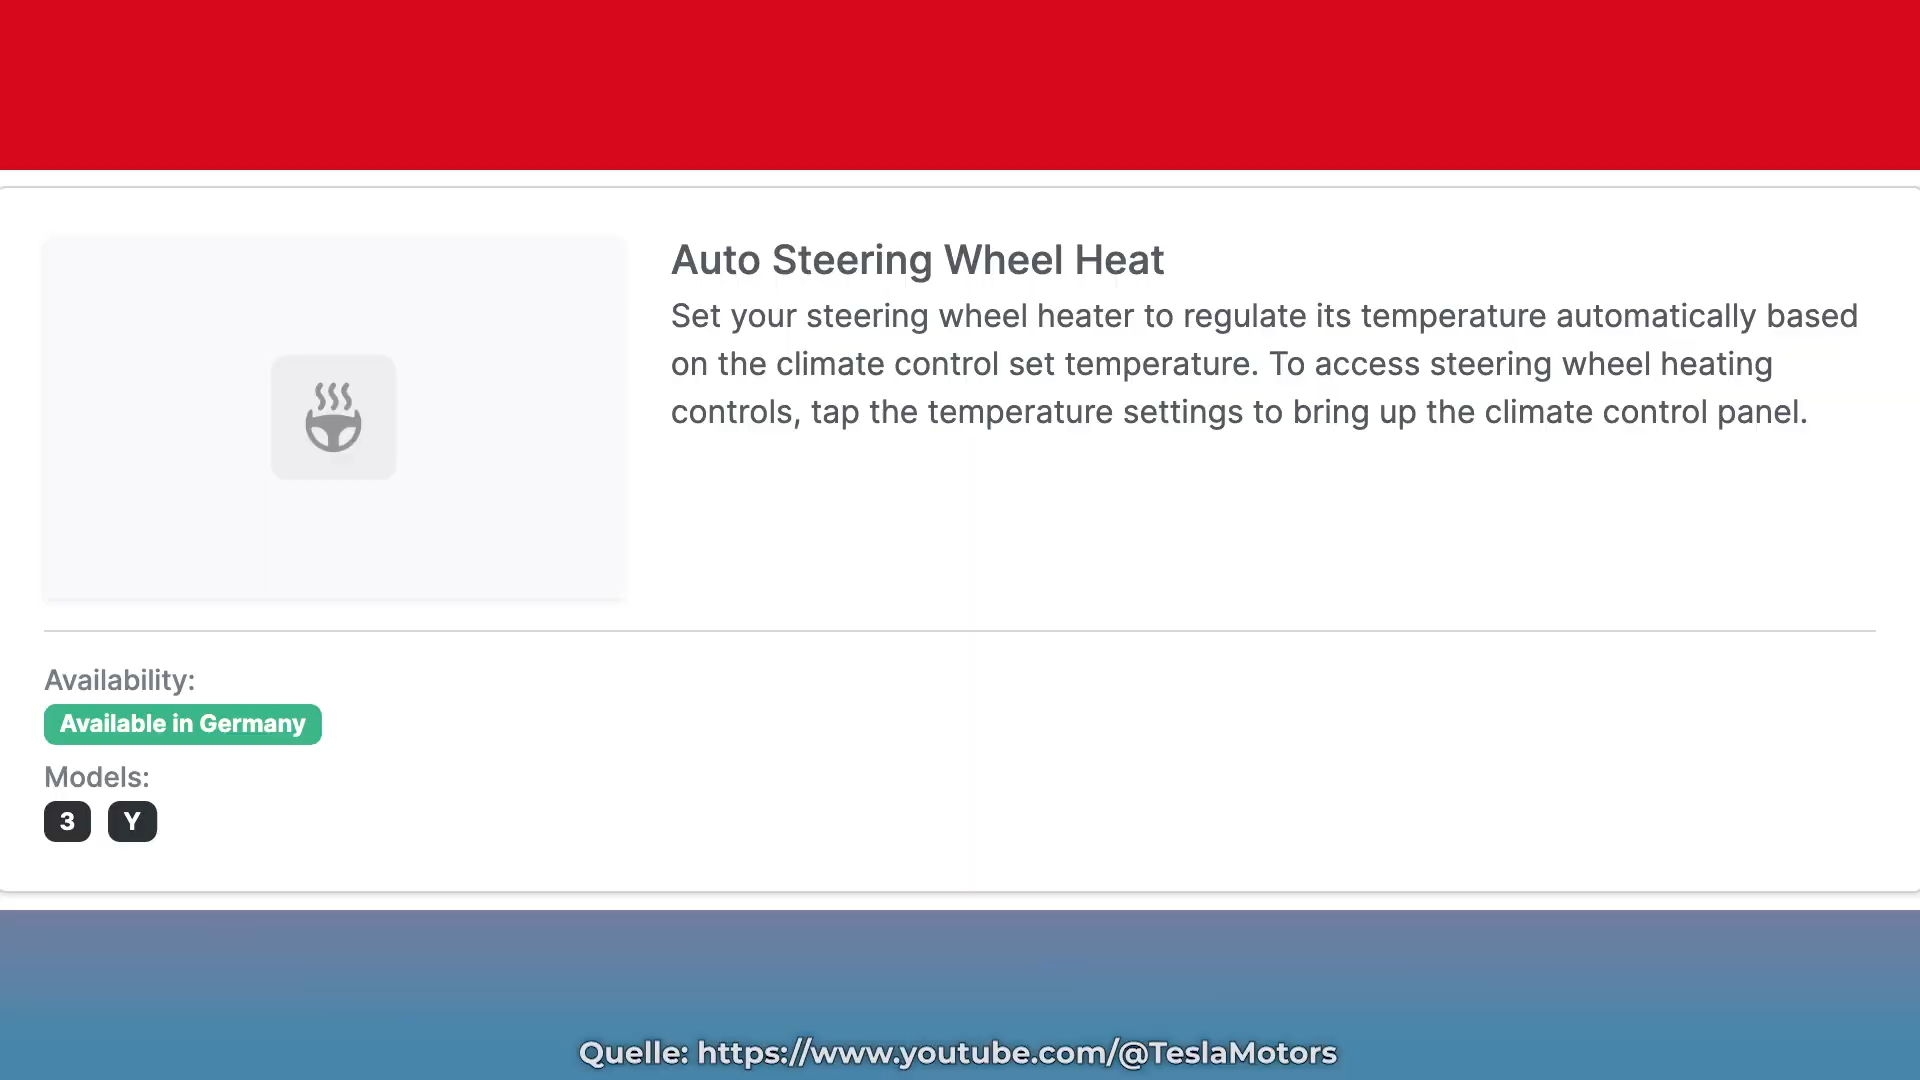 Auto Steering Wheel Heat
Set your steering wheel heater to regulate its temperature automatically based
on the climate control set temperature. To access steering wheel heating
controls, tap the temperature settings to bring up the climate control panel.
Availability:
Available in Germany
Models:
3 Y
Quelle: https://www.youtube.com/@TeslaMotors